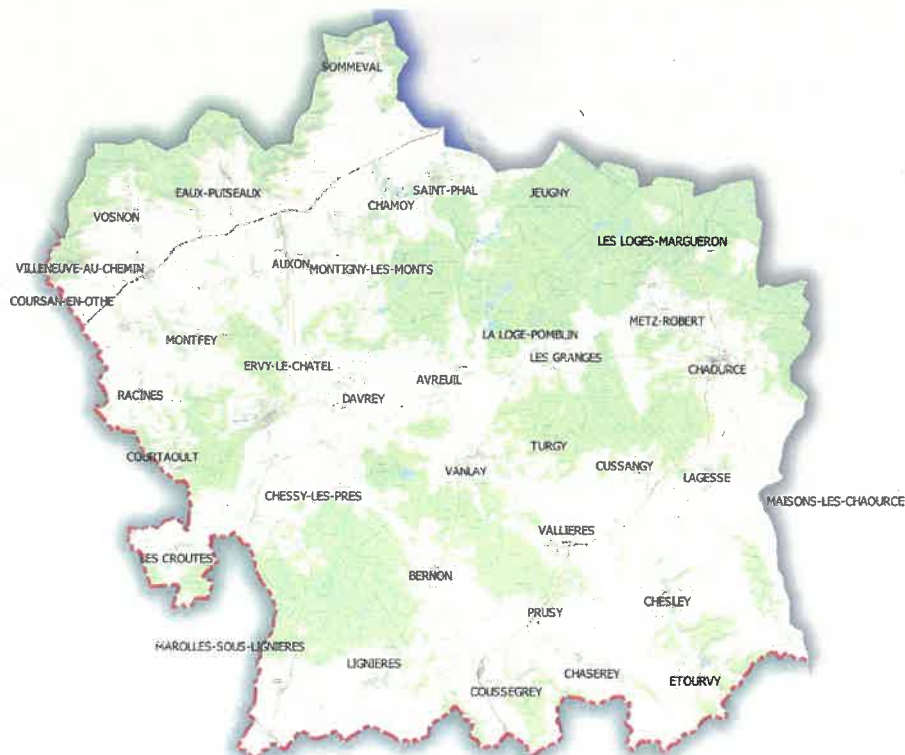 SOMMEVAL
EAUX-PUISEAUX
SAINT-PHAL
JEUGNY
CHAMOY
VOSNON
LES LOGES-MARGUERON
VILLENEUVE-AU-CHEMIN
AUXON
MONTIGNY-LES-MONTS
COURSAN-EN-OTHE
METZ-ROBERT
MONTFEY
LA LOGE-POMBLIN
LES GRANGES
ERVY-LE-CHATEL
AVREUIL
CHAOURCE
RACINES
DAVREY
COURTAOULT
TURGY
VANLAY
CUSSANGY
LAGESSE
CHESSY-LES-PRES
MAISONS-LES-CHAOURCE
VALLIERES
LES CROUTES
BERNON
PRUSY
CHESLEY
MAROLLES-SOUS-LIGNIERES
LIGNIERES
CHASEREY
ETOURVY
COUSSEGREY